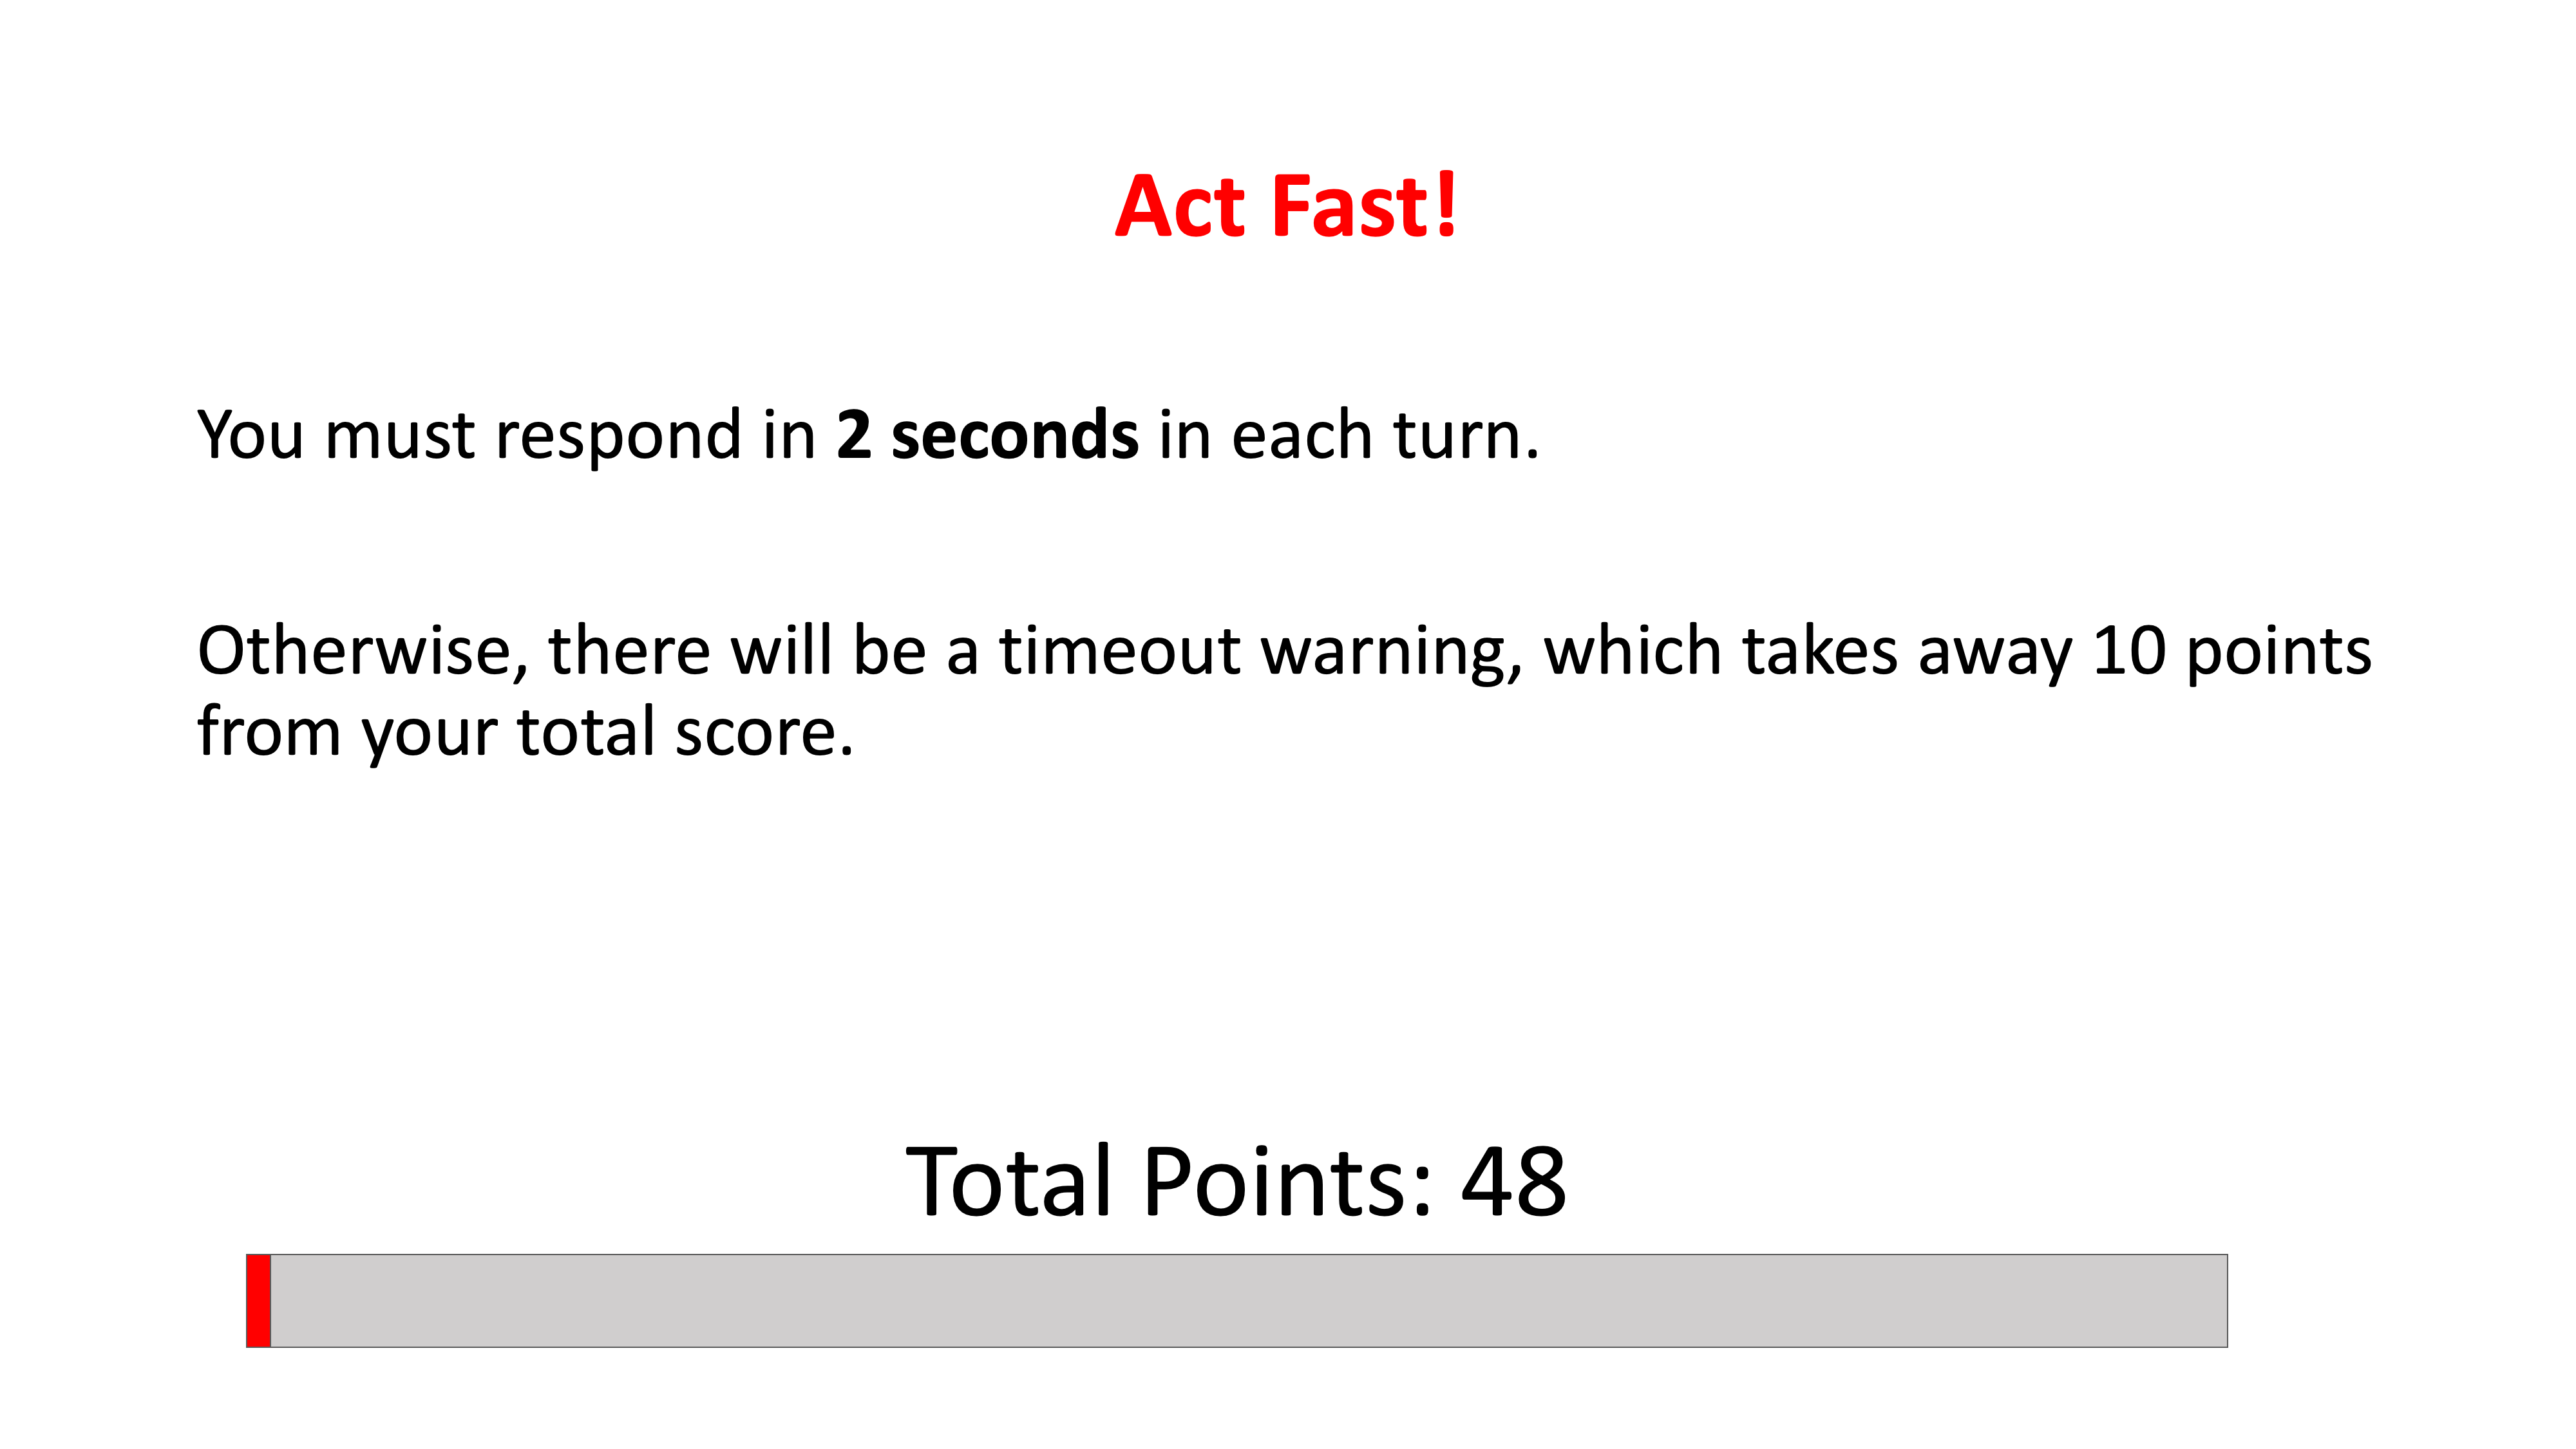 Act Fast!
You must respond in 2 seconds in each turn.
Otherwise, there will be a timeout warning, which takes away 10 points
from your total score.
Total Points: 48